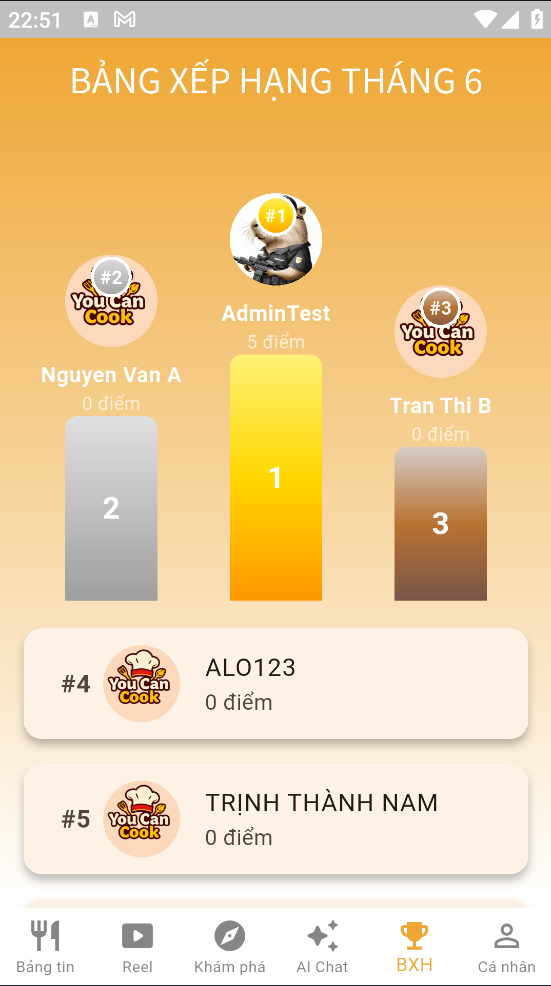 22:51
A
BẢNG XẾP HẠNG THÁNG 6
#1
#2
You Can
Cook
#3
You Can
Cook
AdminTest
5 điểm
Nguyen Van A
0 điểm
Tran Thi B
0 điểm
1
2
3
#4
You Can
Cook
ALO123
0 điểm
#5
You Can
Cook
TRỊNH THÀNH NAM
0 điểm
Bảng tin
Reel
Khám phá
AI Chat
BXH
Cá nhân